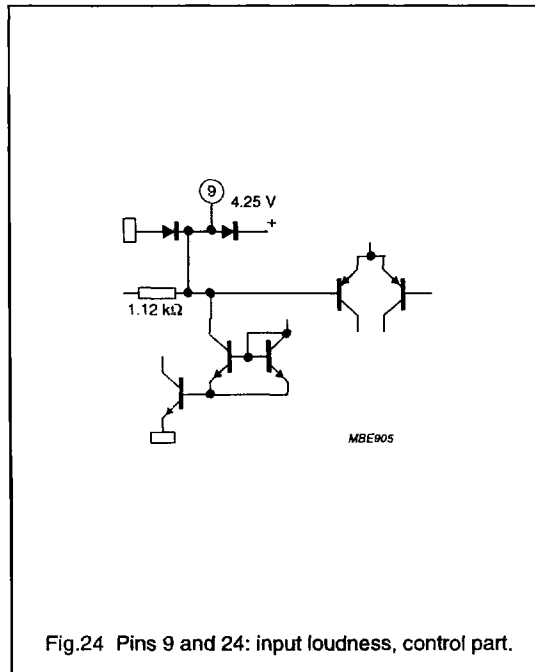 9
4.25 V
+
1.12 kΩ
MBE905
Fig.24 Pins 9 and 24: input loudness, control part.